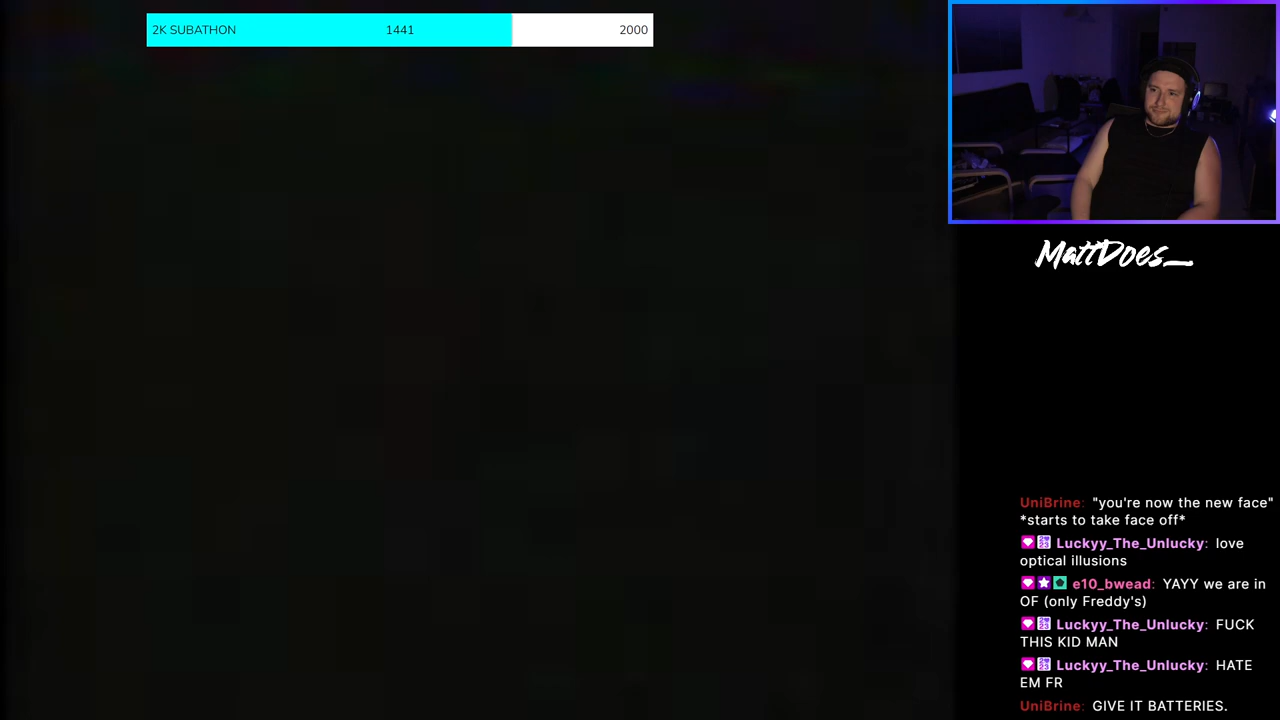 2K SUBATHON 1441 2000
MattDoes_
UniBrine: "you're now the new face"
*starts to take face off*
Luckyy_The_Unlucky: love
optical illusions
e10_bwead: YAYY we are in
OF (only Freddy's)
Luckyy_The_Unlucky: FUCK
THIS KID MAN
Luckyy_The_Unlucky: HATE
EM FR
UniBrine: GIVE IT BATTERIES.